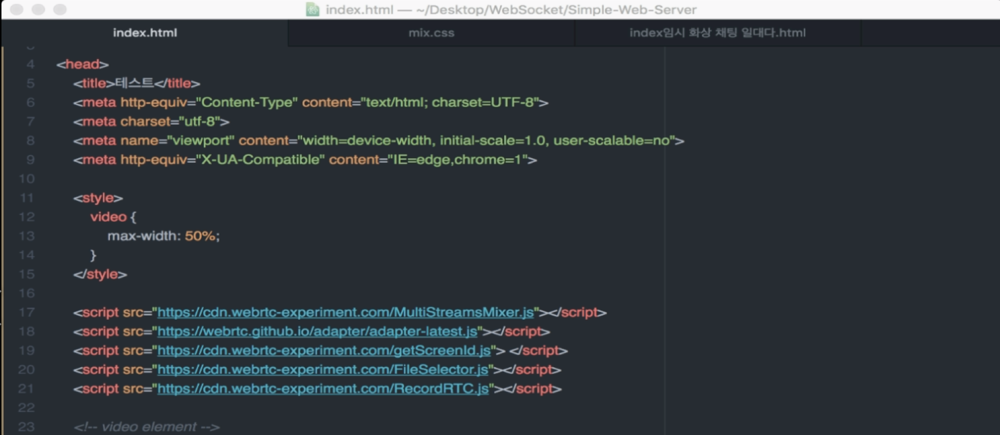 index.html — ~/Desktop/WebSocket/Simple-Web-Server
index.html mix.css index임시 화상 채팅 일대다.html
4 <head>
5 <title>테스트</title>
6 <meta http-equiv="Content-Type" content="text/html; charset=UTF-8">
7 <meta charset="utf-8">
8 <meta name="viewport" content="width=device-width, initial-scale=1.0, user-scalable=no">
9 <meta http-equiv="X-UA-Compatible" content="IE=edge,chrome=1">
10
11 <style>
12 video {
13 max-width: 50%;
14 }
15 </style>
16
17 <script src="https://cdn.webrtc-experiment.com/MultiStreamsMixer.js"></script>
18 <script src="https://webrtc.github.io/adapter/adapter-latest.js"></script>
19 <script src="https://cdn.webrtc-experiment.com/getScreenId.js"> </script>
20 <script src="https://cdn.webrtc-experiment.com/FileSelector.js"></script>
21 <script src="https://cdn.webrtc-experiment.com/RecordRTC.js"></script>
22
23 <!-- video element -->